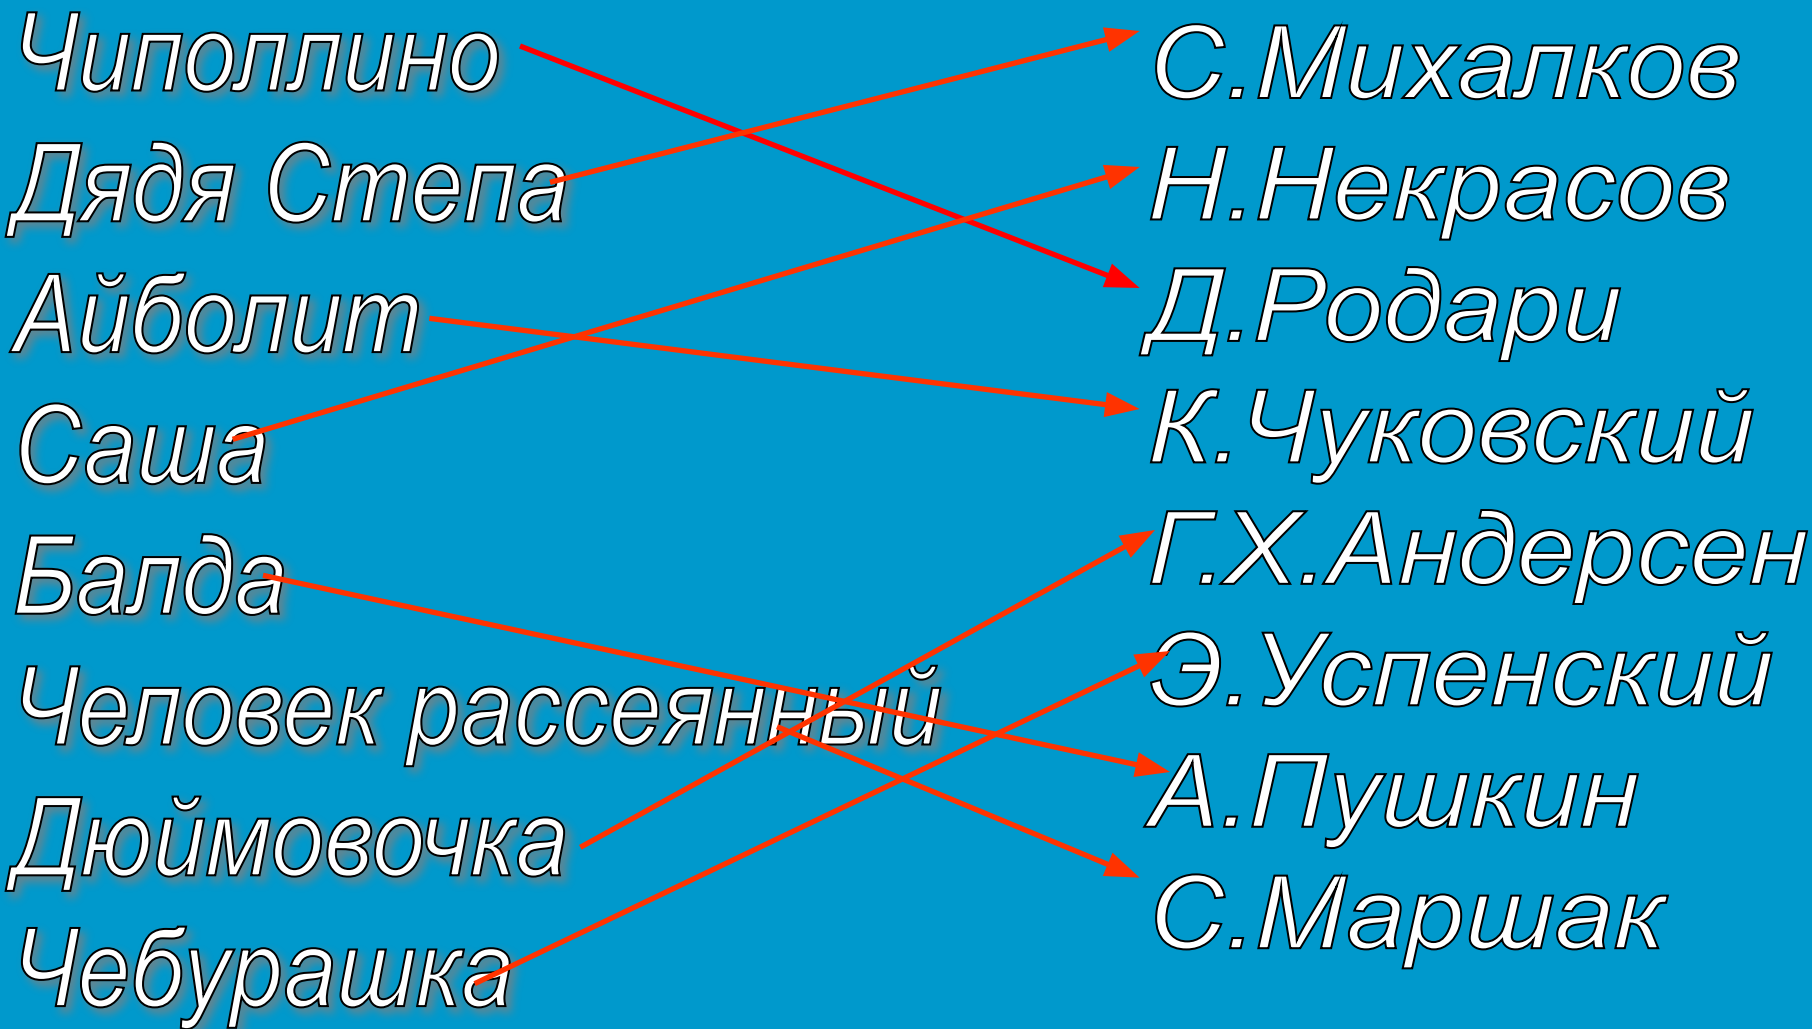 Чиполлино
Дядя Степа
Айболит
Саша
Балда
Человек рассеянный
Дюймовочка
Чебурашка
С.Михалков
Н.Некрасов
Д.Родари
К.Чуковский
Г.Х.Андерсен
Э.Успенский
А.Пушкин
С.Маршак